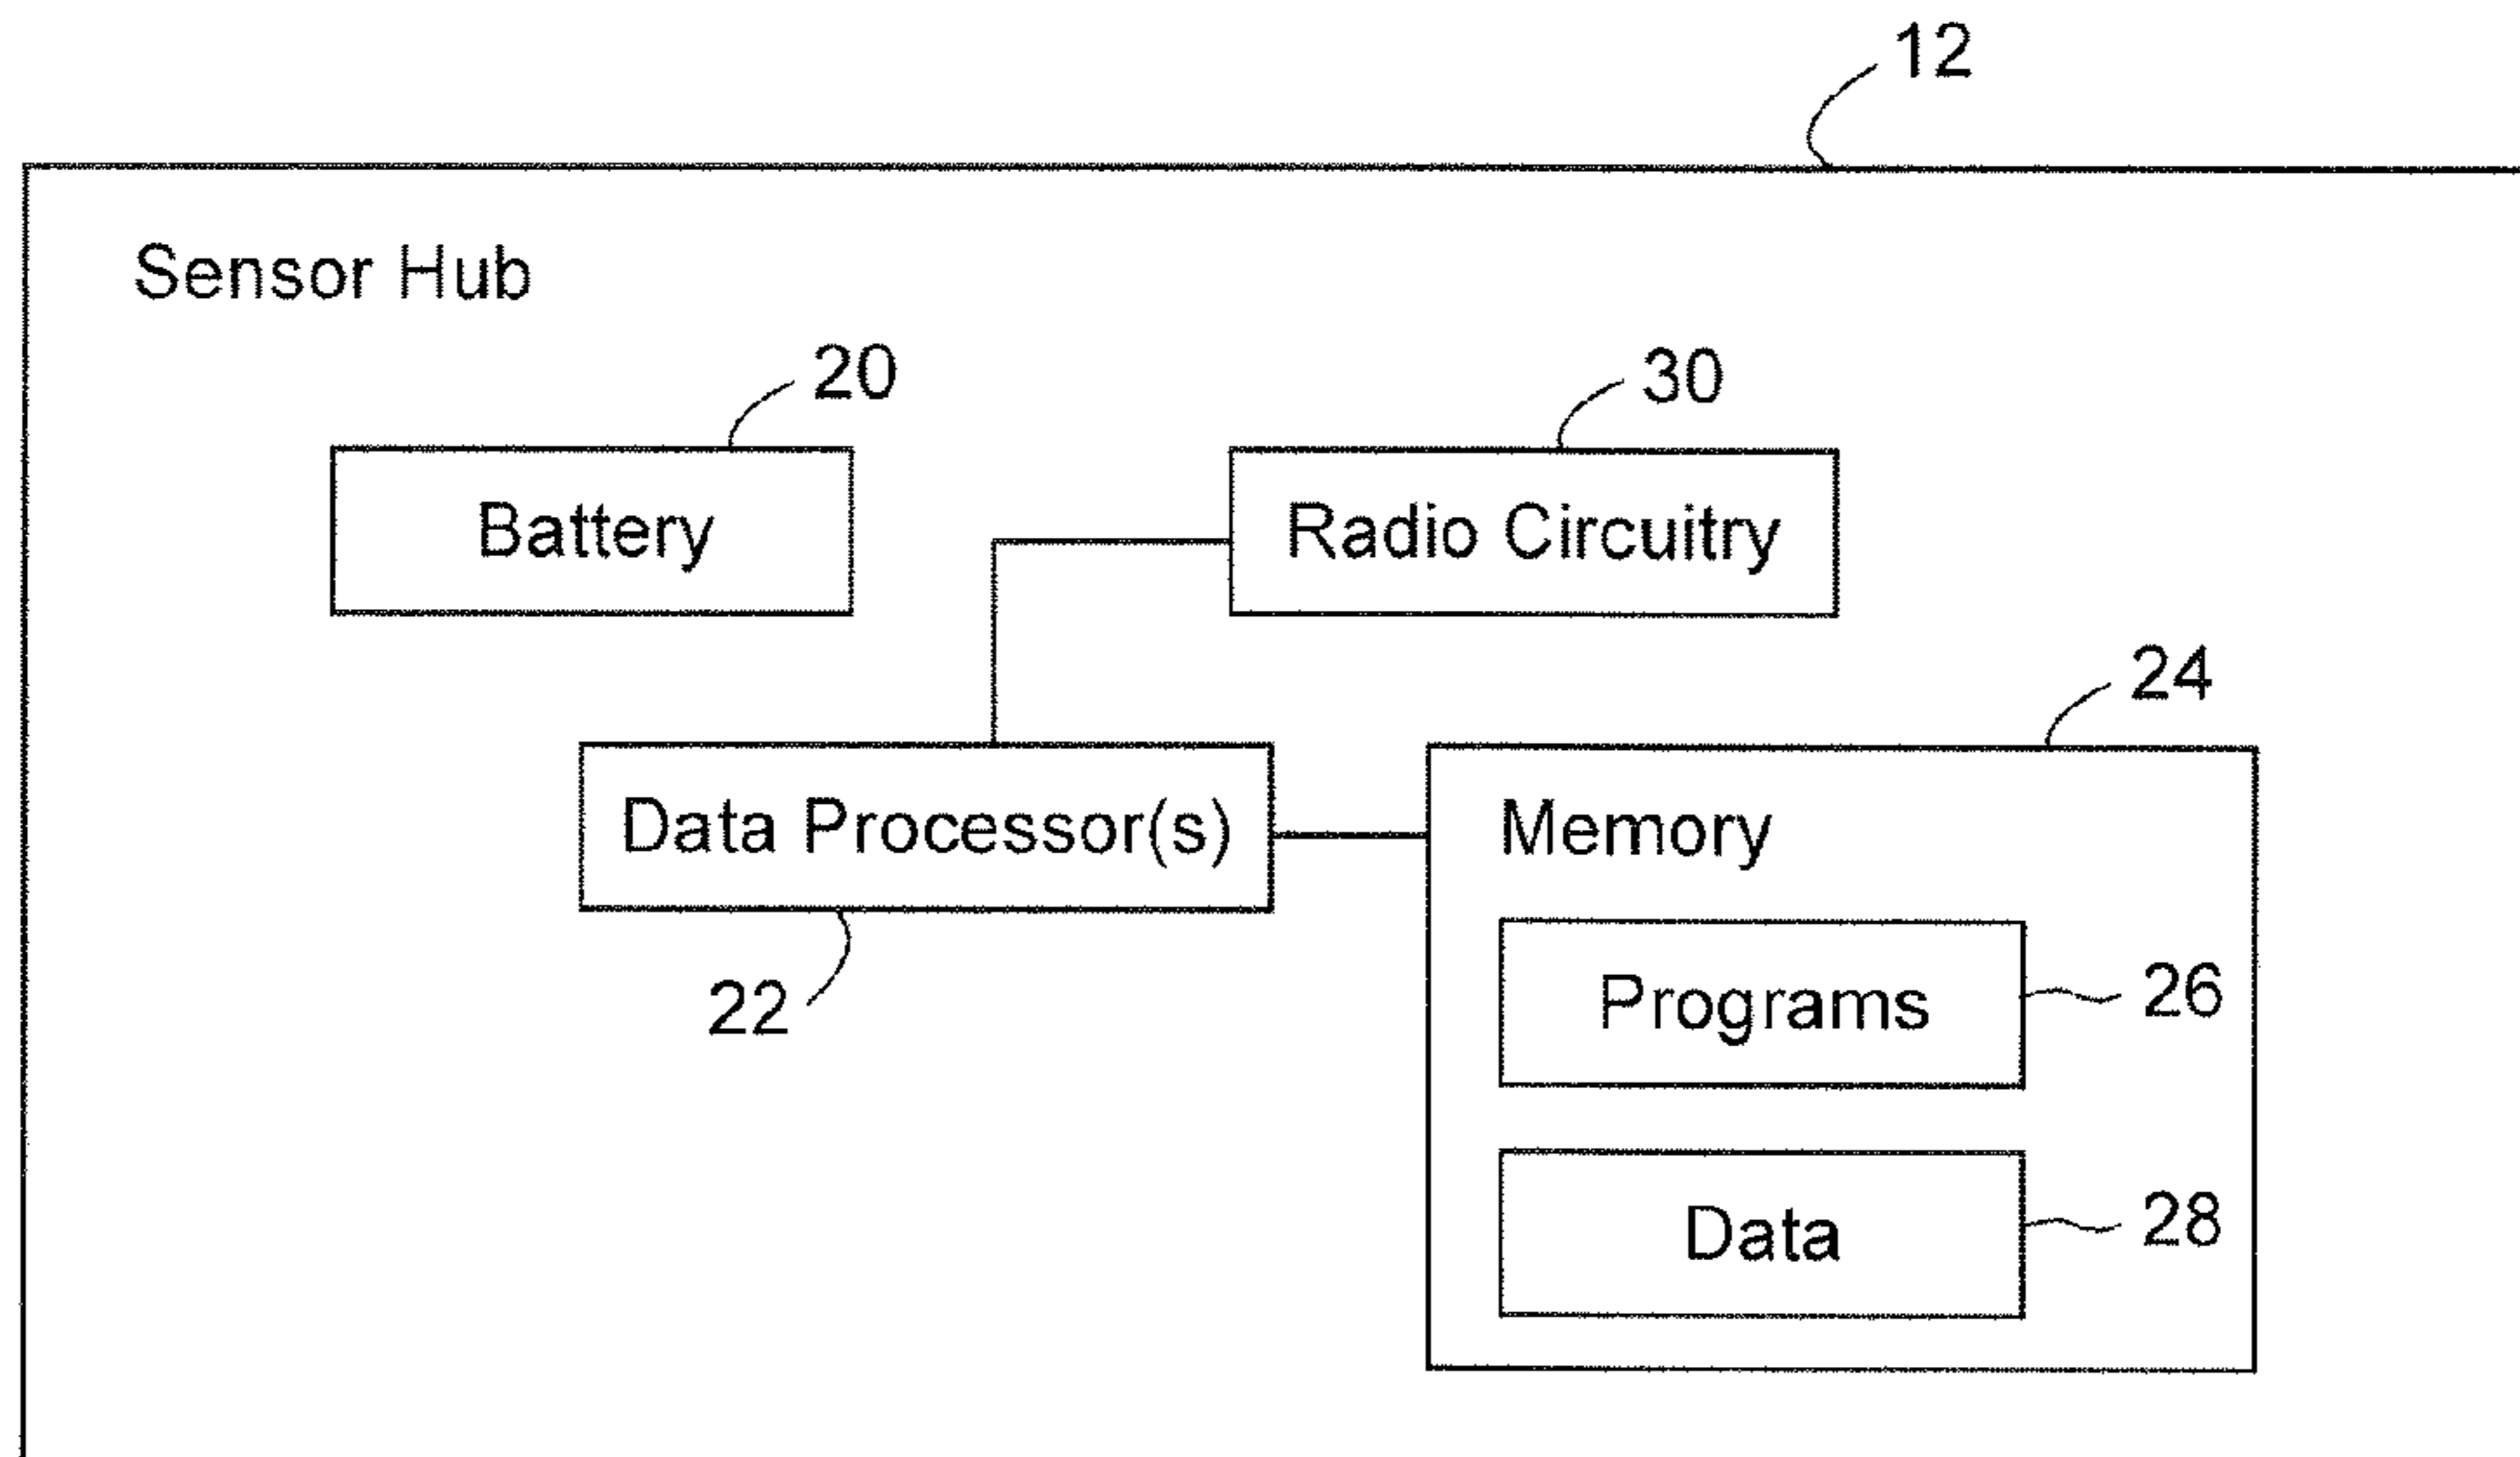 12
Sensor Hub
20
30
Battery
Radio Circuitry
24
Data Processor(s)
Memory
22
Programs
26
Data
28